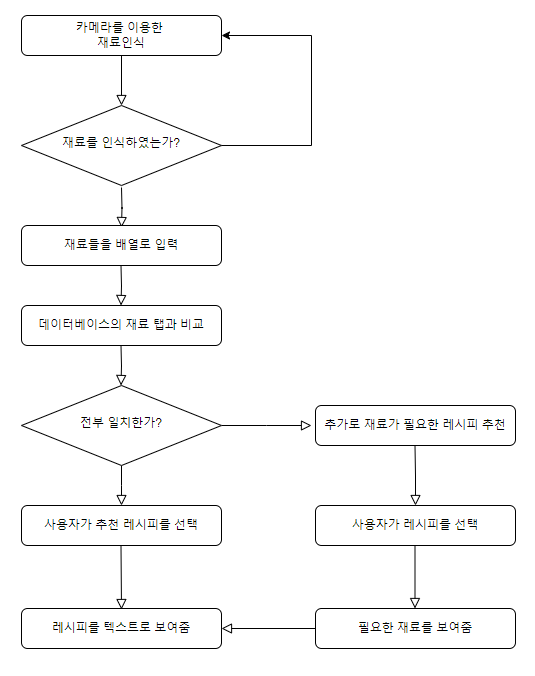 카메라를 이용한
재료인식
재료를 인식하였는가?
재료들을 배열로 입력
데이터베이스의 재료 탭과 비교
전부 일치한가?
추가로 재료가 필요한 레시피 추천
사용자가 추천 레시피를 선택
사용자가 레시피를 선택
레시피를 텍스트로 보여줌
필요한 재료를 보여줌